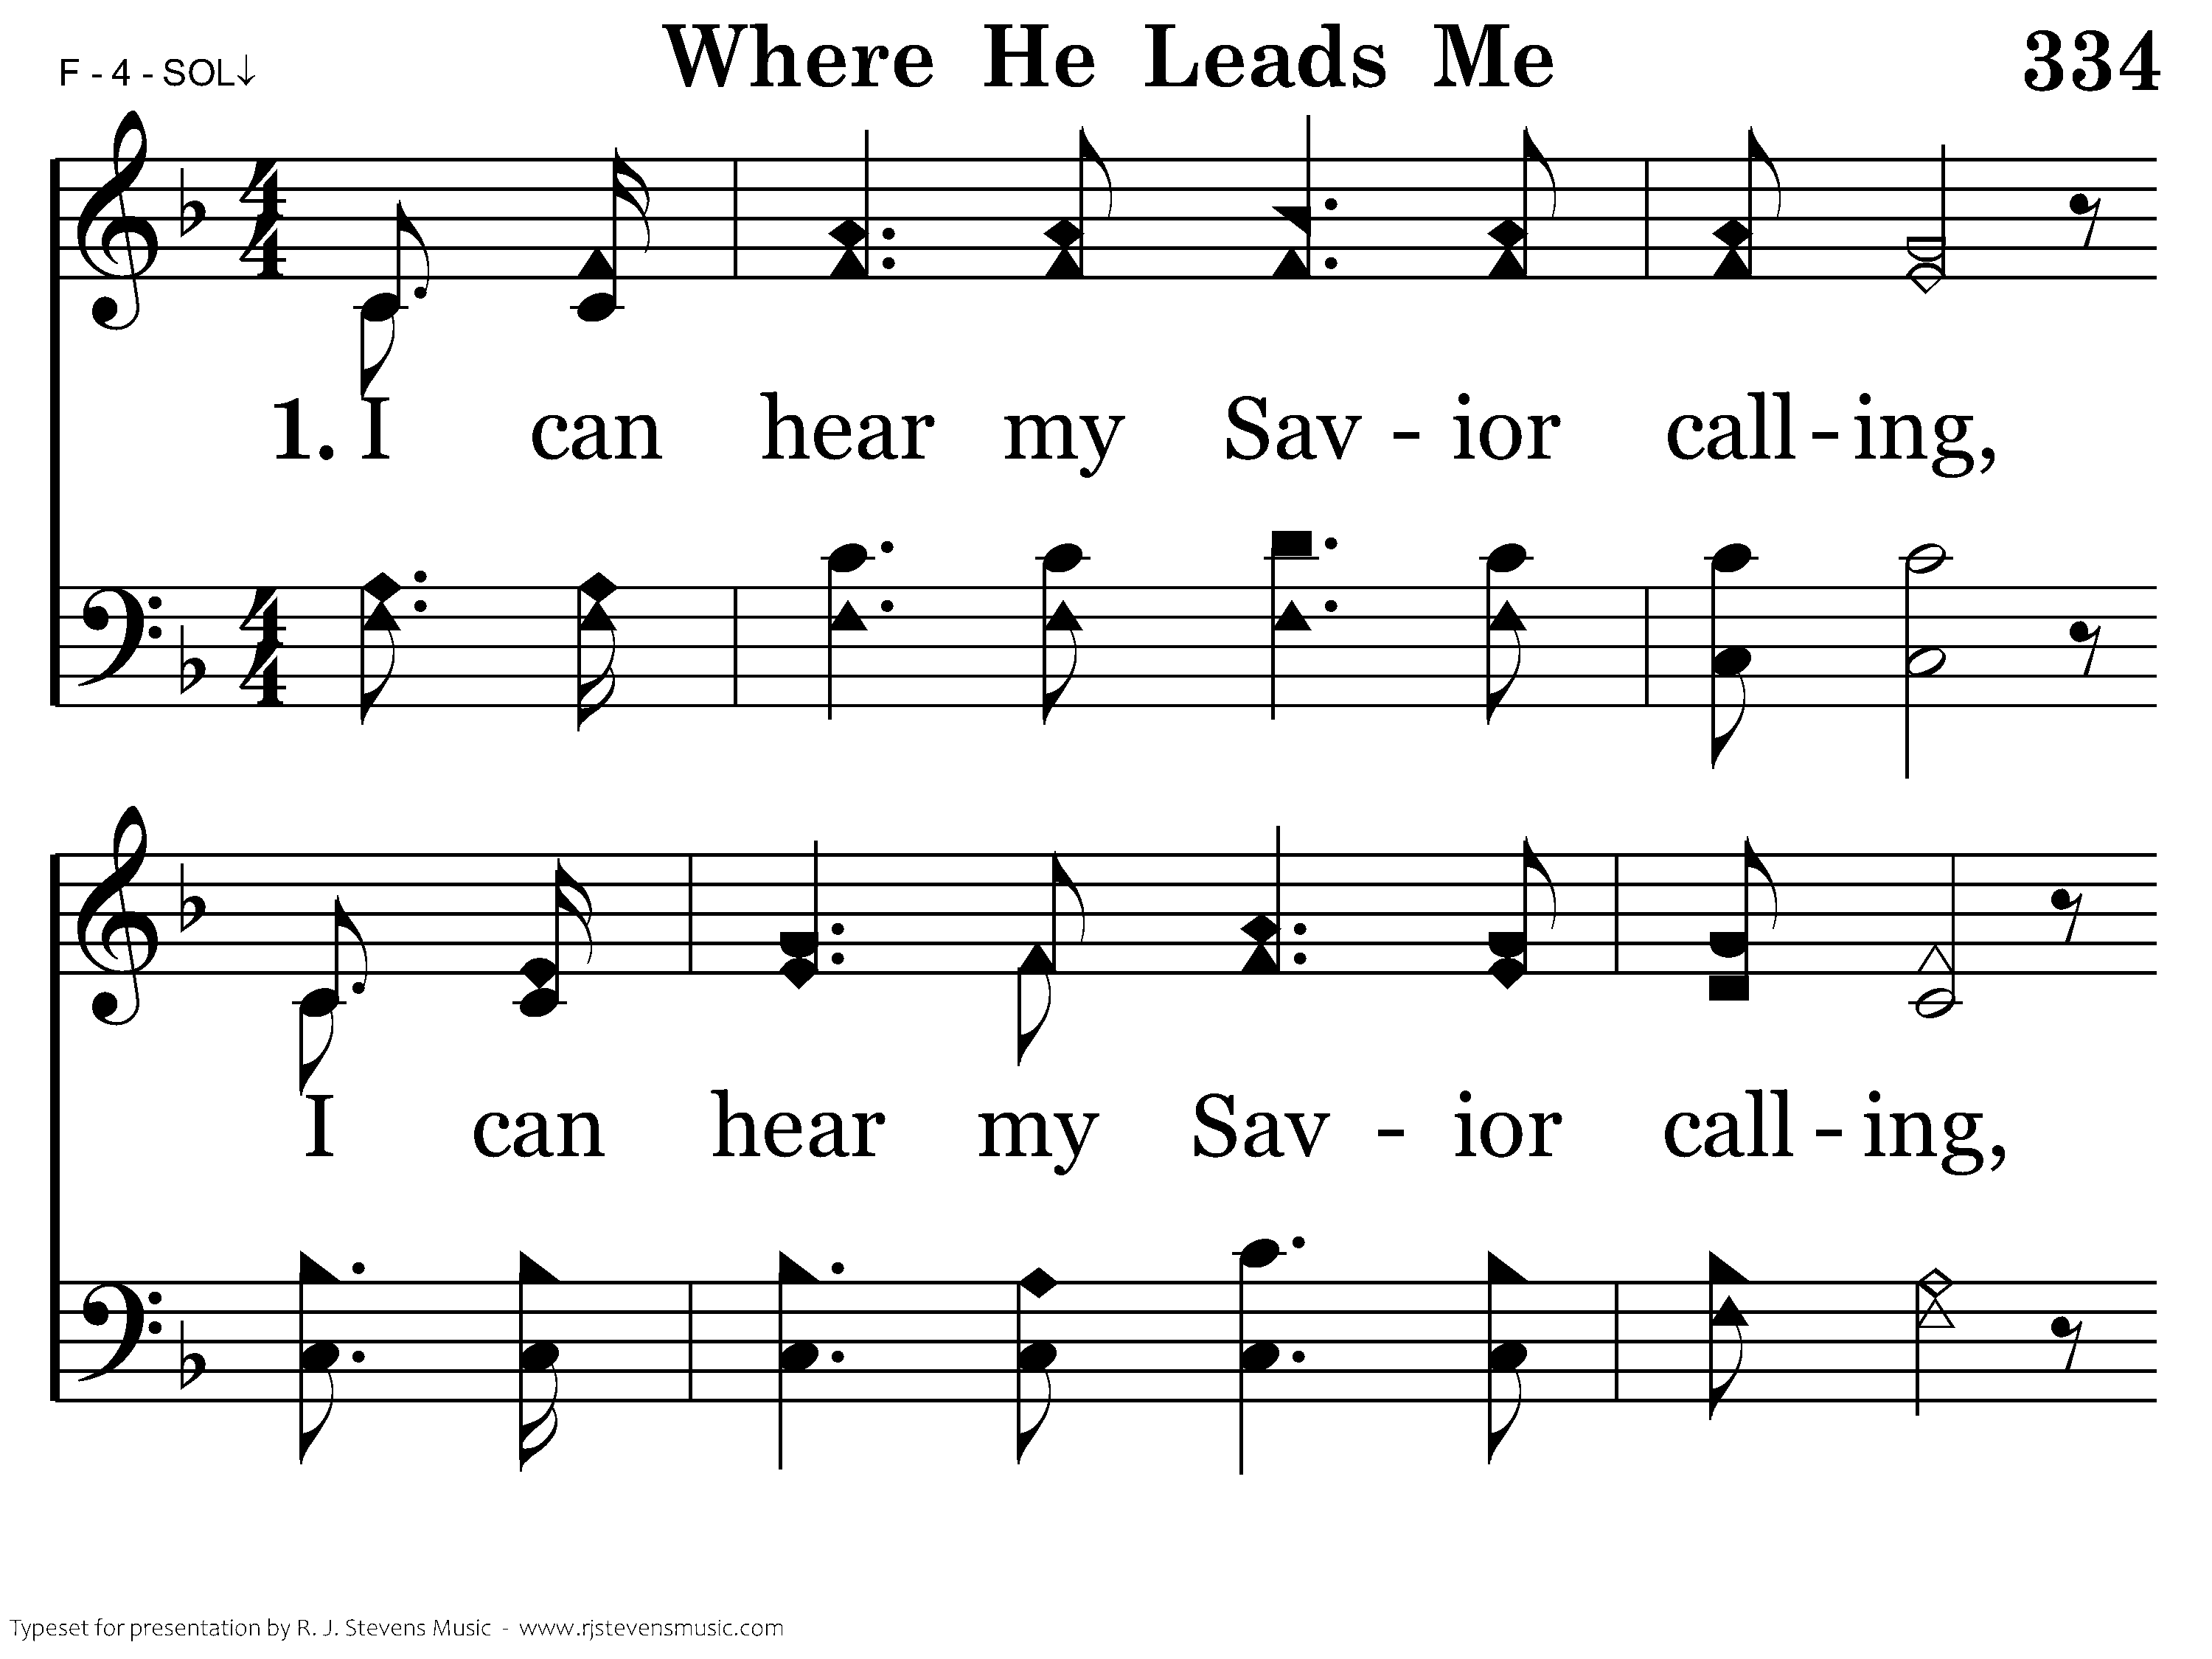 Where He Leads Me
334
F - 4 - SOL↓
1. I can hear my Sav - ior call - ing,
I can hear my Sav - ior call - ing,
Typeset for presentation by R. J. Stevens Music - www.rjstevensmusic.com